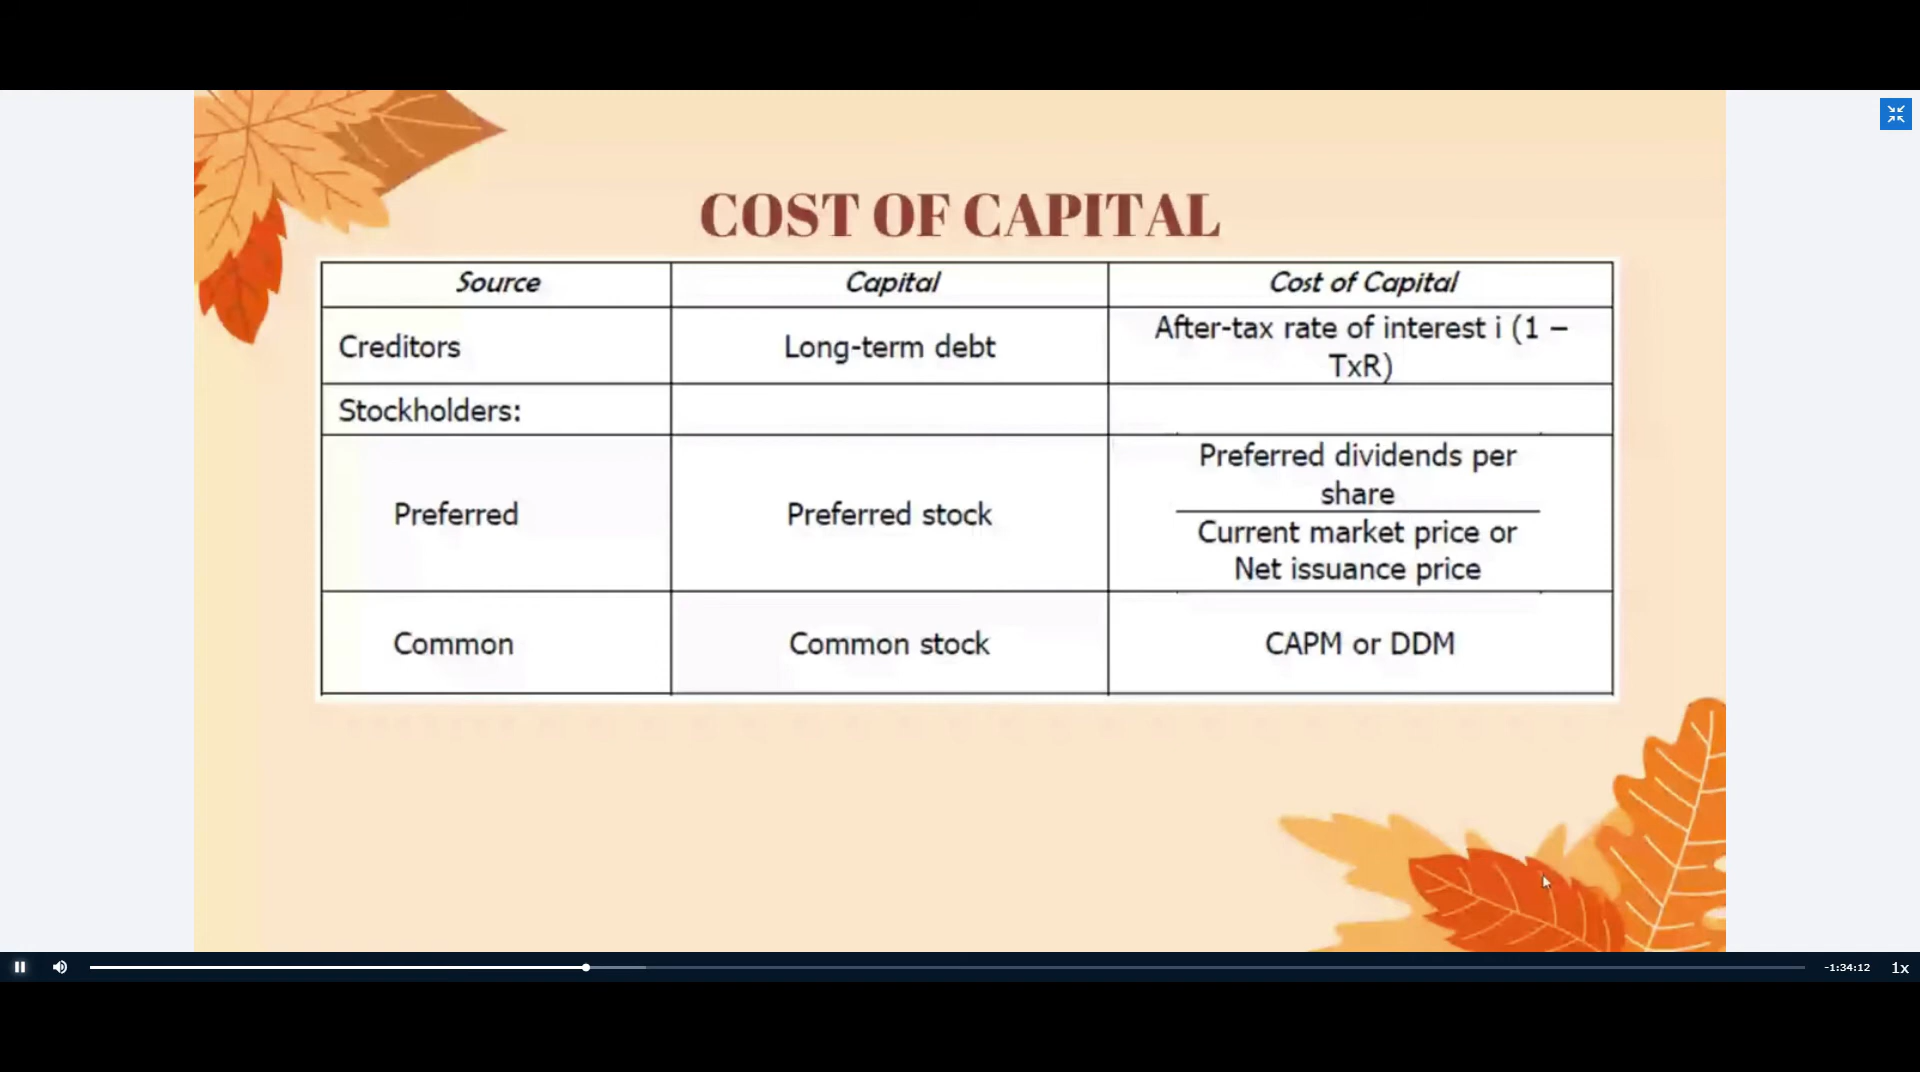 COST OF CAPITAL
Source Capital Cost of Capital
Creditors Long-term debt After-tax rate of interest i (1 –
TxR)
Stockholders:
Preferred dividends per
share
Preferred Preferred stock
Current market price or
Net issuance price
Common Common stock CAPM or DDM
-1:34:12 1x